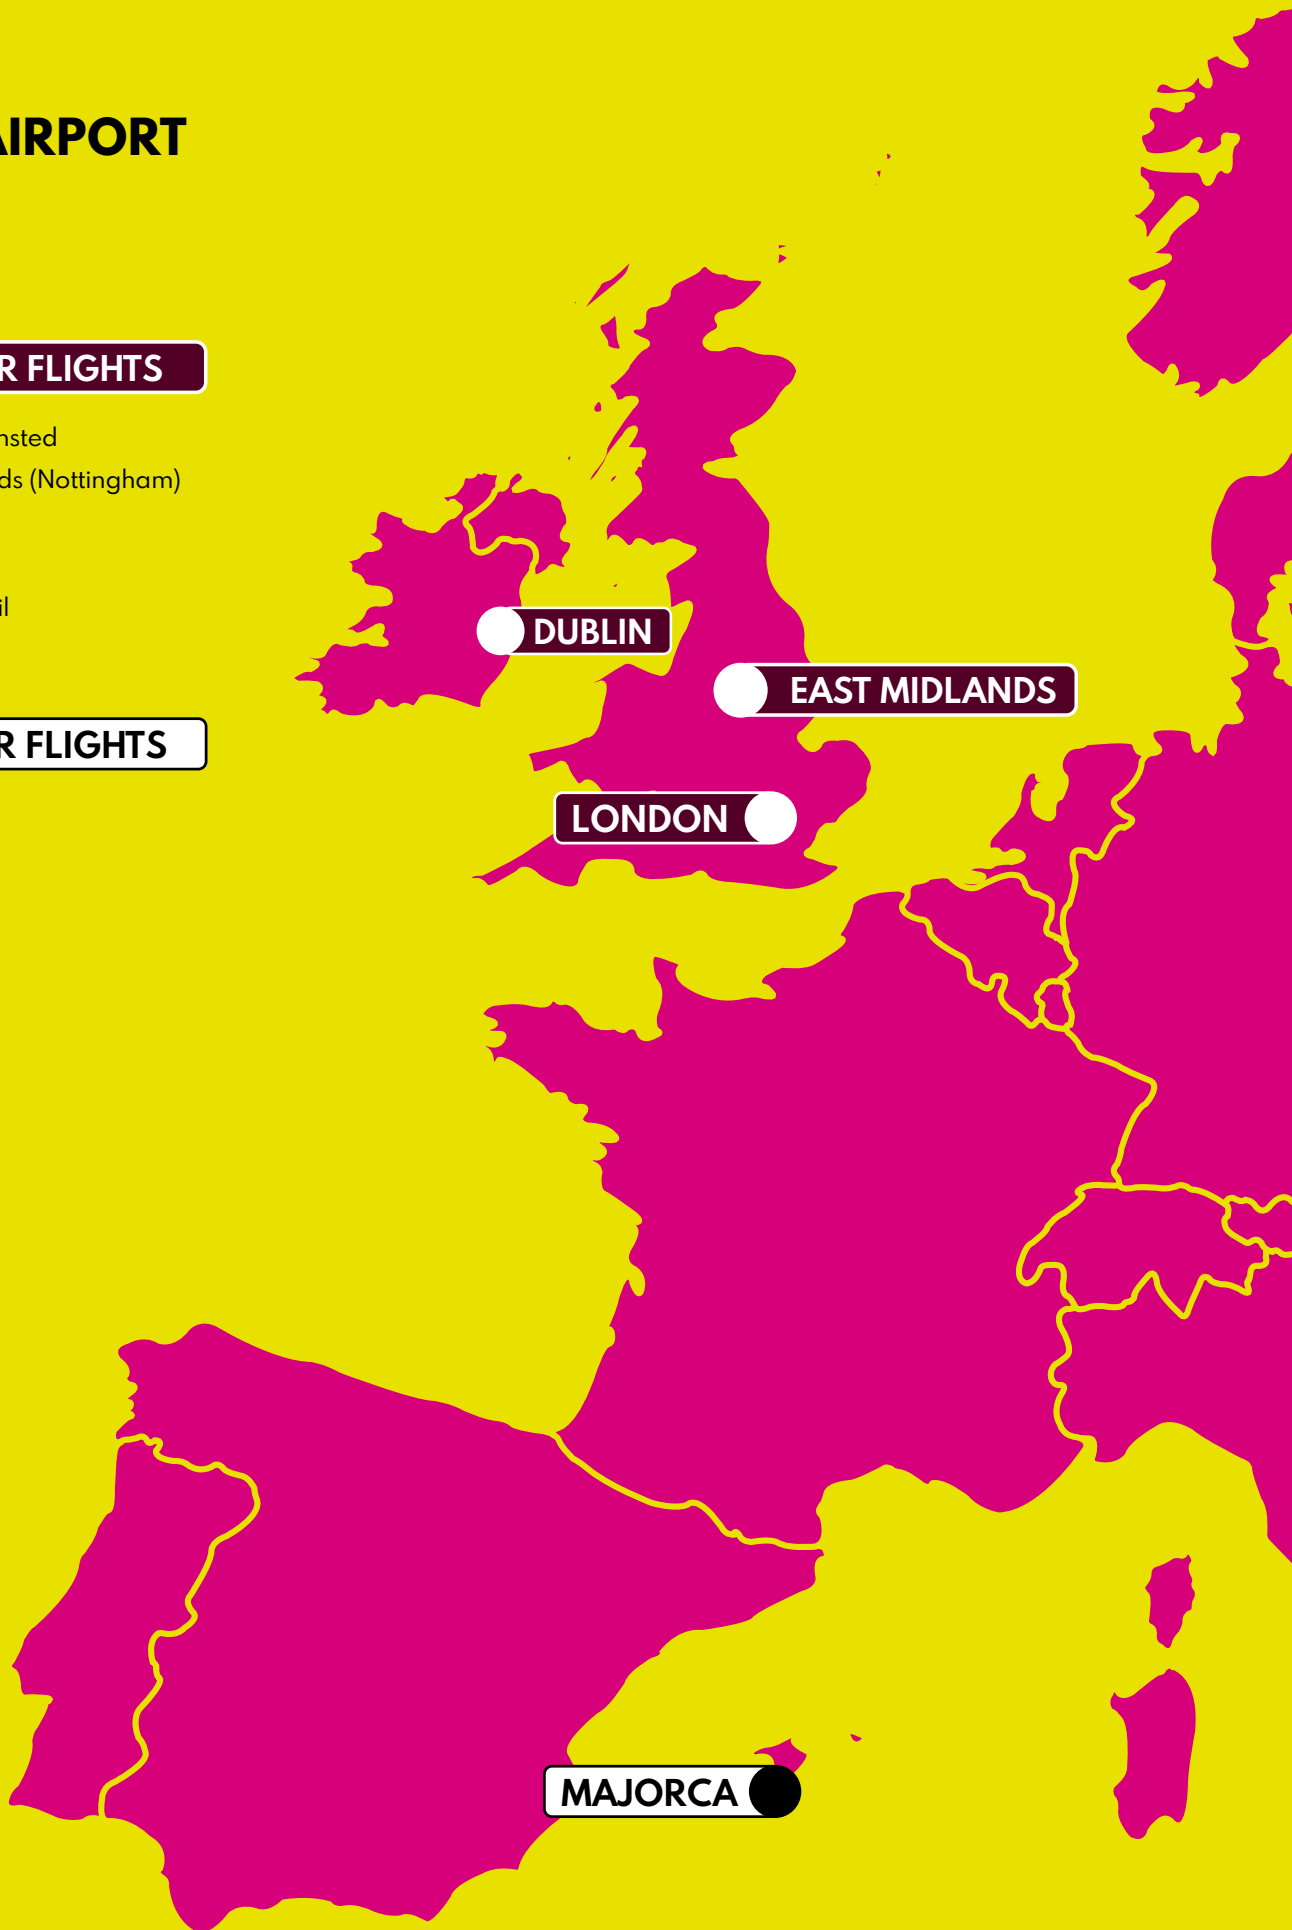 AIRPORT
R FLIGHTS
nsted
ds (Nottingham)
il
R FLIGHTS
DUBLIN
EAST MIDLANDS
LONDON
MAJORCA